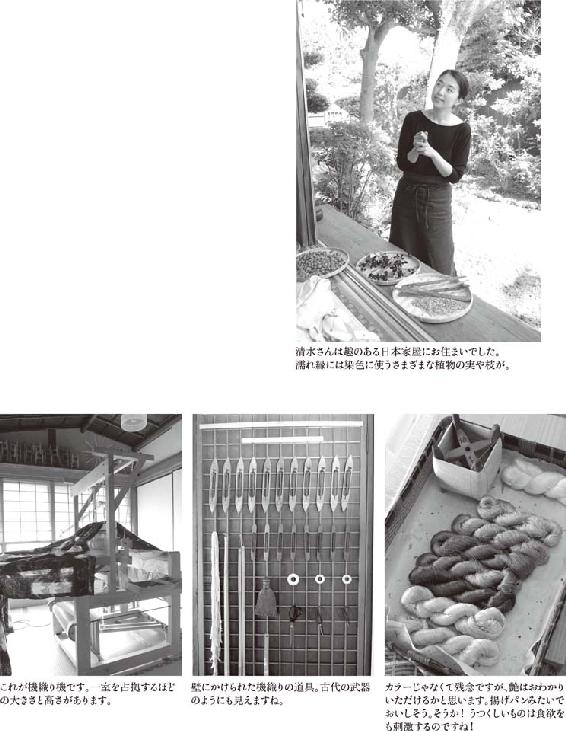 清水さんは趣のある日本家屋にお住まいでした。
濡れ縁には染色に使うさまざまな植物の実や枝が。
これが機織り機です。一室を占拠するほど
の大きさと高さがあります。
壁にかけられた機織りの道具。古代の武器
のようにも見えますね。
カラーじゃなくて残念ですが、艶はおわかり
いただけるかと思います。揚げパンみたいで
おいしそう。そうか！うつくしいものは食欲を
も刺激するのですね！